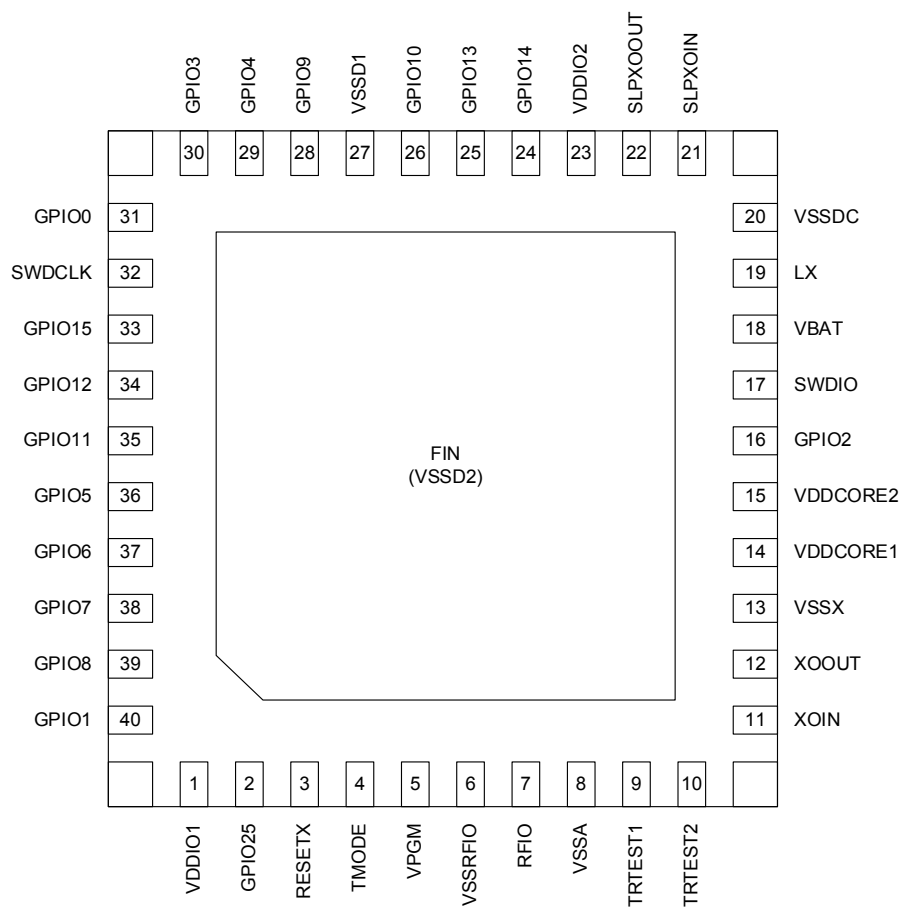 GPIO3 GPIO4 GPIO9 VSSD1 GPIO10 GPIO13 GPIO14 VDDIO2 SLPXOOUT SLPXOIN
30 29 28 27 26 25 24 23 22 21
GPIO0 31 20 VSSDC
SWDCLK 32 19 LX
GPIO15 33 18 VBAT
GPIO12 34 17 SWDIO
GPIO11 35 16 GPIO2
FIN
(VSSD2)
GPIO5 36 15 VDDCORE2
GPIO6 37 14 VDDCORE1
GPIO7 38 13 VSSX
GPIO8 39 12 XOOUT
GPIO1 40 11 XOIN
1 2 3 4 5 6 7 8 9 10
VDDIO1 GPIO25 RESETX TMODE VPGM VSSRFIO RFIO VSSA TRTEST1 TRTEST2